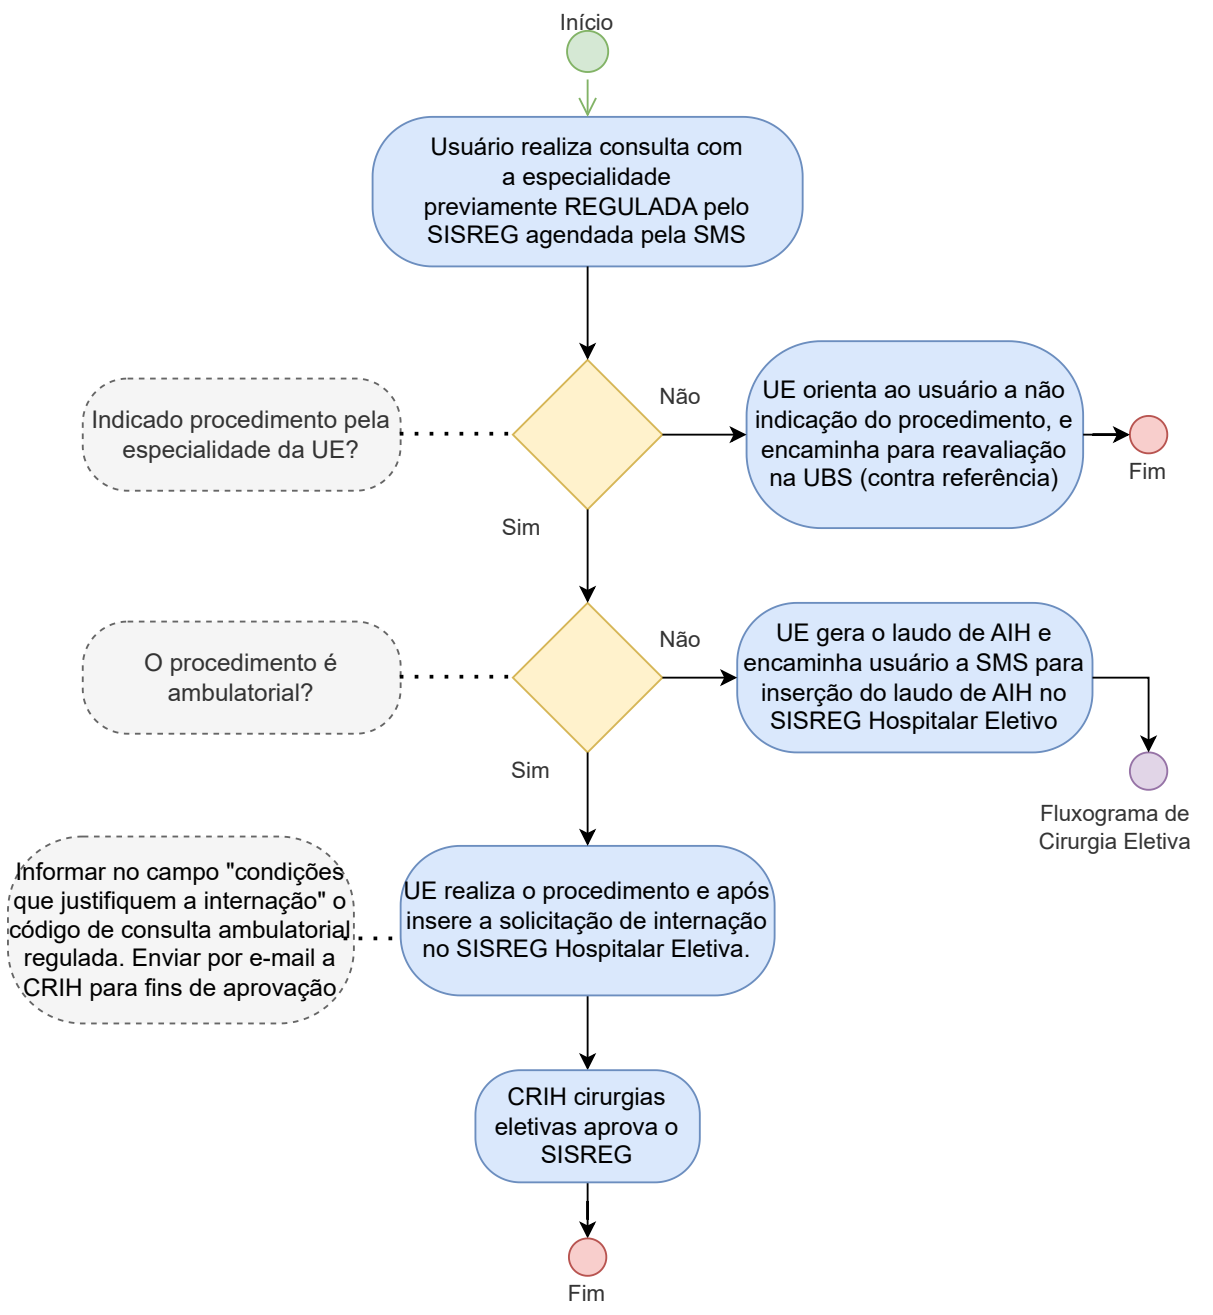 Início
Usuário realiza consulta com
a especialidade
previamente REGULADA pelo
SISREG agendada pela SMS
Indicado procedimento pela
especialidade da UE?
Não
UE orienta ao usuário a não
indicação do procedimento, e
encaminha para reavaliação
na UBS (contra referência)
Fim
Sim
O procedimento é
ambulatorial?
Não
UE gera o laudo de AIH e
encaminha usuário a SMS para
inserção do laudo de AIH no
SISREG Hospitalar Eletivo
Fluxograma de
Cirurgia Eletiva
Sim
Informar no campo "condições
que justifiquem a internação" o
código de consulta ambulatorial
regulada. Enviar por e-mail a
CRIH para fins de aprovação
UE realiza o procedimento e após
insere a solicitação de internação
no SISREG Hospitalar Eletiva.
CRIH cirurgias
eletivas aprova o
SISREG
Fim